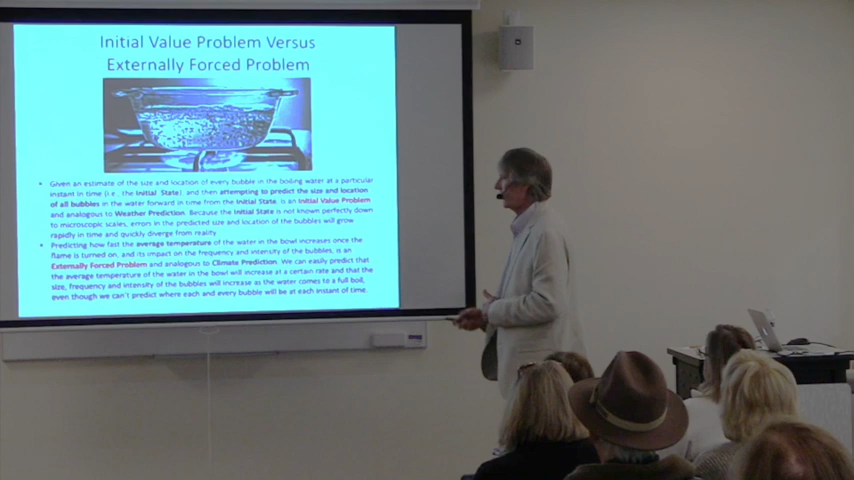 Initial Value Problem Versus
Externally Forced Problem
• Given an estimate of the size and location of every bubble in the boiling water at a particular
instant in time (i.e., the Initial State) and then attempting to predict the size and location
of all bubbles in the water forward in time from the Initial State. Is an Initial Value Problem
and analogous to Weather Prediction. Because the Initial State is not known perfectly down
to microscopic scales, errors in the predicted size and location of the bubbles will grow
rapidly in time and quickly diverge from reality.
• Predicting how fast the average temperature of the water in the bowl increases once the
flame is turned on, and its impact on the frequency and intensity of the bubbles, is an
Externally Forced Problem and analogous to Climate Prediction. We can easily predict that
the average temperature of the water in the bowl will increase at a certain rate and that the
size, frequency and intensity of the bubbles will increase as the water comes to a full boil,
even though we can't predict where each and every bubble will be at each instant of time.